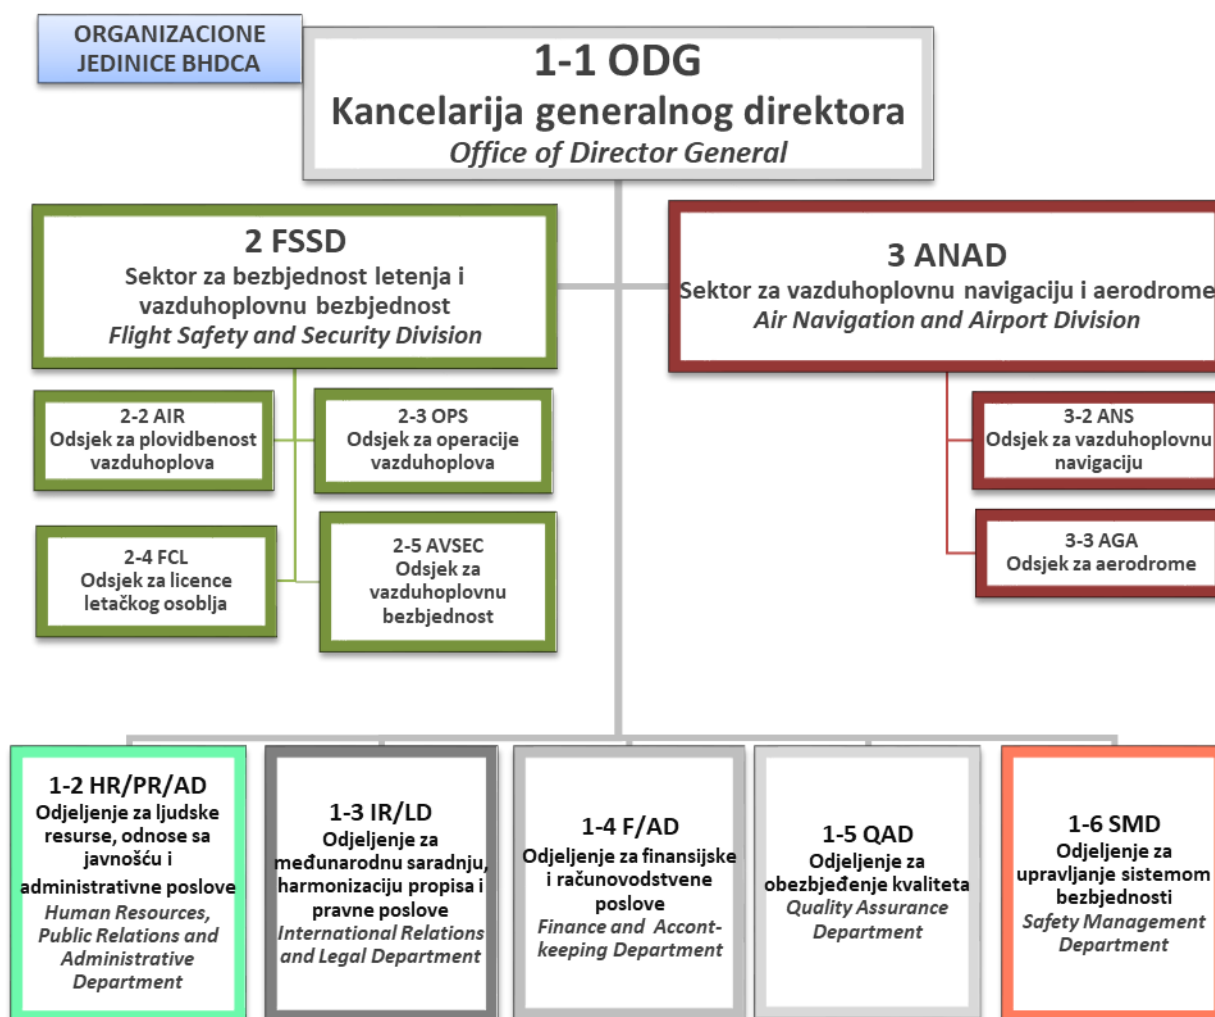 ORGANIZACIONE
JEDINICE BHDCA
1-1 ODG
Kancelarija generalnog direktora
Office of Director General
2 FSSD
Sektor za bezbjednost letenja i
vazduhoplovnu bezbjednost
Flight Safety and Security Division
3 ANAD
Sektor za vazduhoplovnu navigaciju i aerodrome
Air Navigation and Airport Division
2-2 AIR
Odsjek za plovidbenost
vazduhoplova
2-3 OPS
Odsjek za operacije
vazduhoplova
3-2 ANS
Odsjek za vazduhoplovnu
navigaciju
2-4 FCL
Odsjek za licence
letačkog osoblja
2-5 AVSEC
Odsjek za
vazduhoplovnu
bezbjednost
3-3 AGA
Odsjek za aerodrome
1-2 HR/PR/AD
Odjeljenje za ljudske
resurse, odnose sa
javnošću i
administrativne poslove
Human Resources,
Public Relations and
Administrative
Department
1-3 IR/LD
Odjeljenje za
međunarodnu saradnju,
harmonizaciju propisa i
pravne poslove
International Relations
and Legal Department
1-4 F/AD
Odjeljenje za finansijske
i računovodstvene
poslove
Finance and Accont-
keeping Department
1-5 QAD
Odjeljenje za
obezbjeđenje kvaliteta
Quality Assurance
Department
1-6 SMD
Odjeljenje za
upravljanje sistemom
bezbjednosti
Safety Management
Department